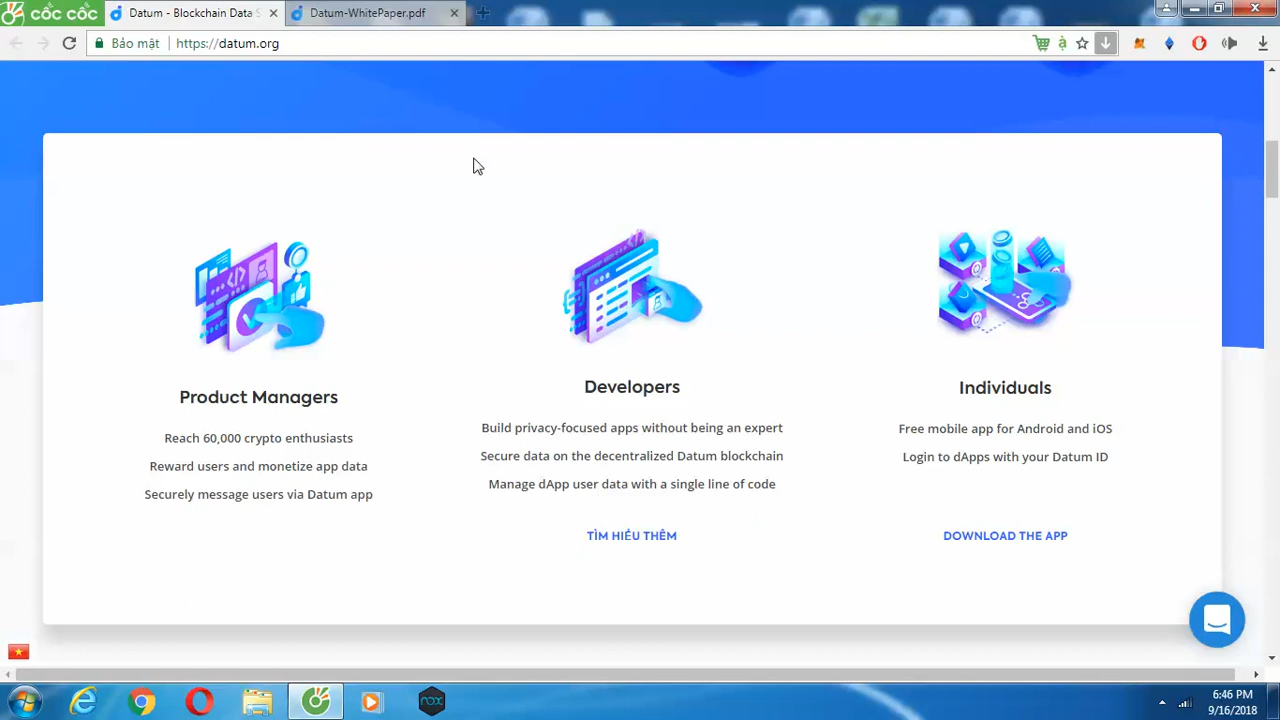 cốc cốc
Datum - Blockchain Data S
Datum-WhitePaper.pdf
Bảo mật
https://datum.org
à
Product Managers
Reach 60,000 crypto enthusiasts
Reward users and monetize app data
Securely message users via Datum app
Developers
Build privacy-focused apps without being an expert
Secure data on the decentralized Datum blockchain
Manage dApp user data with a single line of code
TÌM HIỂU THÊM
Individuals
Free mobile app for Android and iOS
Login to dApps with your Datum ID
DOWNLOAD THE APP
nox
6:46 PM
9/16/2018